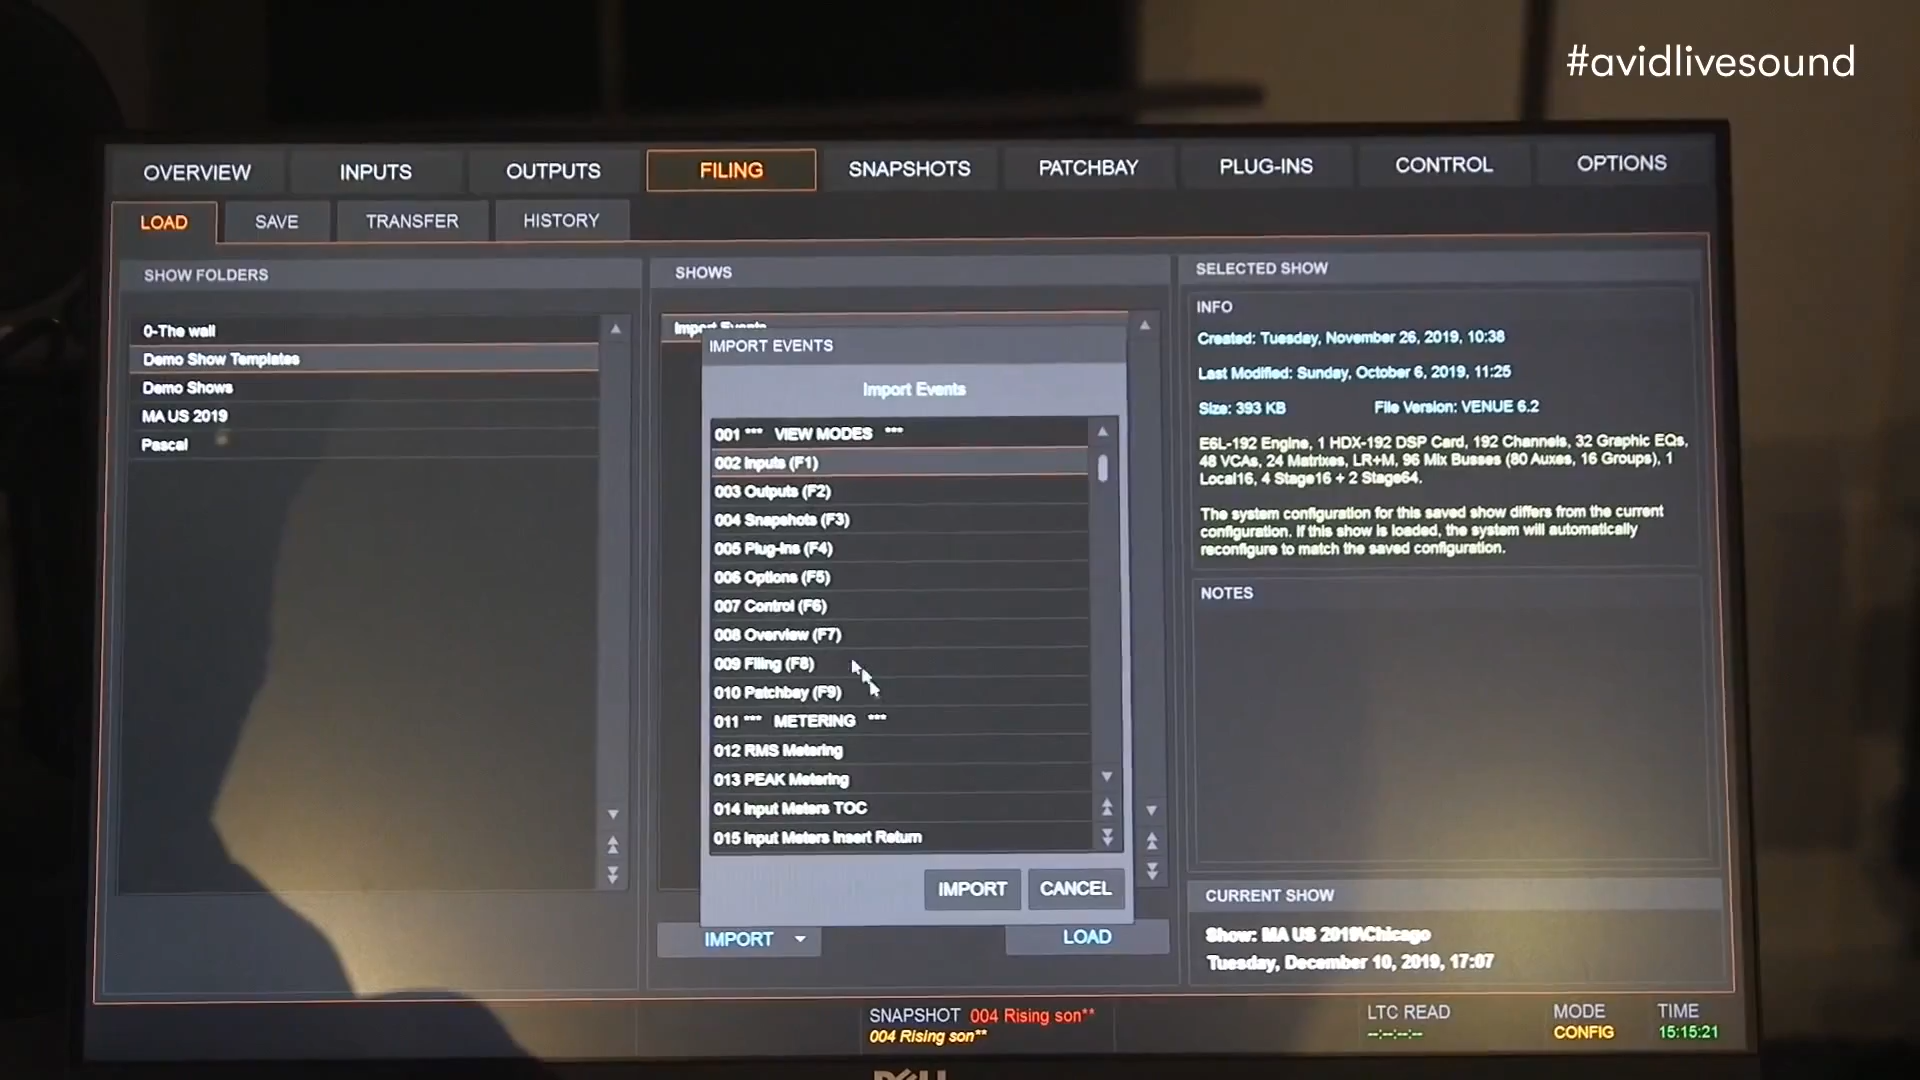 #avidlivesound
OVERVIEW
INPUTS
OUTPUTS
FILING
SNAPSHOTS
PATCHBAY
PLUG-INS
CONTROL
OPTIONS
LOAD
SAVE
TRANSFER
HISTORY
SHOW FOLDERS
0-The wall
Demo Show Templates
Demo Shows
MA US 2019
Pascal
SHOWS
Import Events
IMPORT EVENTS
Import Events
001 *** VIEW MODES ***
002 Inputs (F1)
003 Outputs (F2)
004 Snapshots (F3)
005 Plug-Ins (F4)
006 Options (F5)
007 Control (F6)
008 Overview (F7)
009 Filing (F8)
010 Patchbay (F9)
011 *** METERING ***
012 RMS Metering
013 PEAK Metering
014 Input Meters TOC
015 Input Meters Insert Return
IMPORT
CANCEL
IMPORT
LOAD
SELECTED SHOW
INFO
Created: Tuesday, November 26, 2019, 10:38
Last Modified: Sunday, October 6, 2019, 11:25
Size: 393 KB File Version: VENUE 6.2
E6L-192 Engine, 1 HDX-192 DSP Card, 192 Channels, 32 Graphic EQs,
48 VCAs, 24 Matrixes, LR+M, 96 Mix Busses (80 Auxes, 16 Groups), 1
Local16, 4 Stage16 + 2 Stage64.
The system configuration for this saved show differs from the current
configuration. If this show is loaded, the system will automatically
reconfigure to match the saved configuration.
NOTES
CURRENT SHOW
Show: MA US 2019\Chicago
Tuesday, December 10, 2019, 17:07
SNAPSHOT 004 Rising son**
004 Rising son**
LTC READ
--:--:--:--
MODE
CONFIG
TIME
15:15:21
DELL